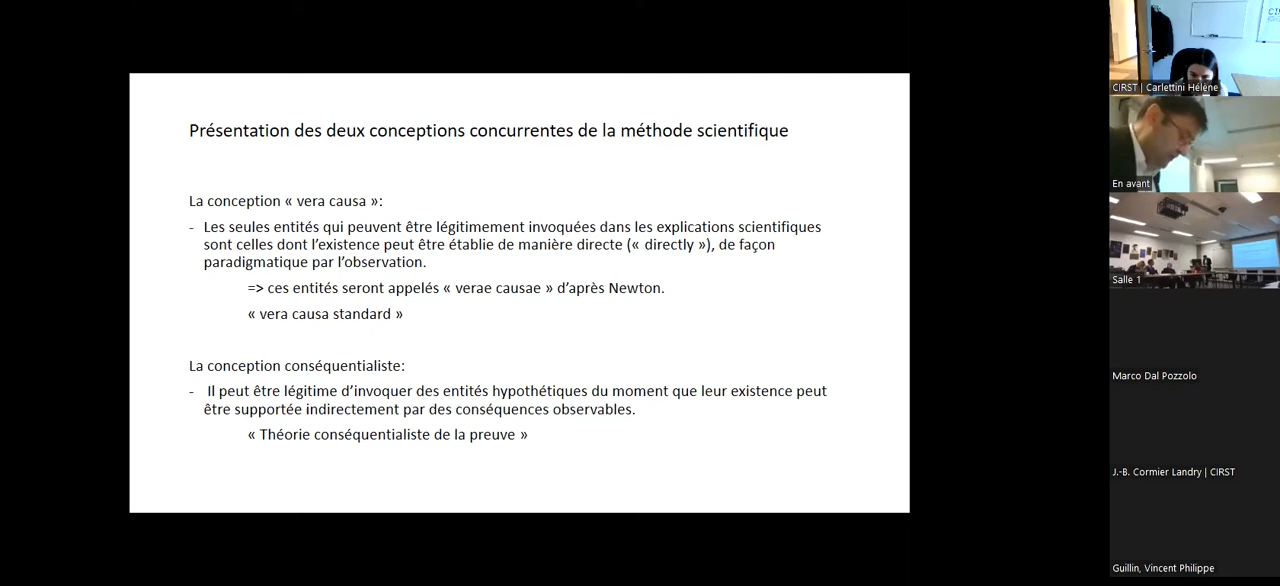 Présentation des deux conceptions concurrentes de la méthode scientifique
La conception « vera causa »:
- Les seules entités qui peuvent être légitimement invoquées dans les explications scientifiques
sont celles dont l’existence peut être établie de manière directe (« directly »), de façon
paradigmatique par l’observation.
=> ces entités seront appelés « verae causae » d’après Newton.
« vera causa standard »
La conception conséquentialiste:
- Il peut être légitime d’invoquer des entités hypothétiques du moment que leur existence peut
être supportée indirectement par des conséquences observables.
« Théorie conséquentialiste de la preuve »
CIRST | Carlettini Hélène
En avant
Salle 1
Marco Dal Pozzolo
J.-B. Cormier Landry | CIRST
Guillin, Vincent Philippe